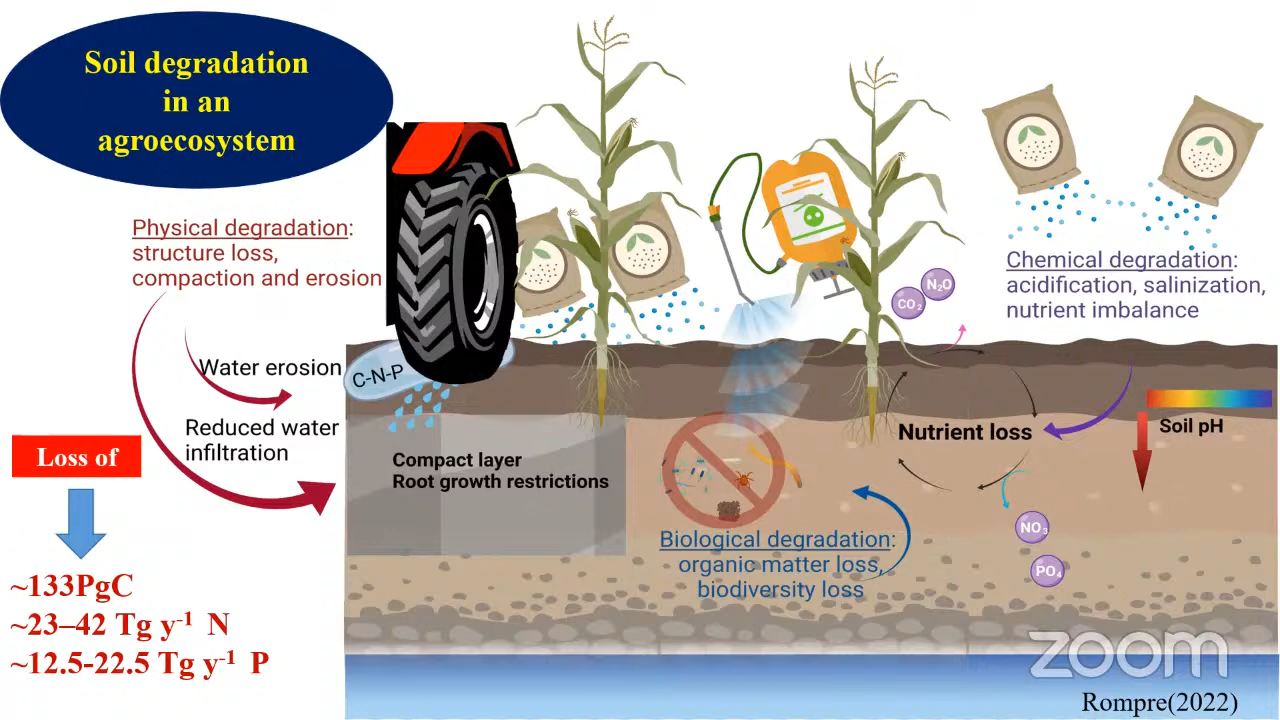 Soil degradation
in an
agroecosystem
Physical degradation:
structure loss,
compaction and erosion
Water erosion
Reduced water
infiltration
C-N-P
Compact layer
Root growth restrictions
Loss of
~133PgC
~23–42 Tg y-1 N
~12.5-22.5 Tg y-1 P
Biological degradation:
organic matter loss,
biodiversity loss
CO2
N2O
Chemical degradation:
acidification, salinization,
nutrient imbalance
Nutrient loss
Soil pH
NO3
PO4
zoom
Rompre(2022)